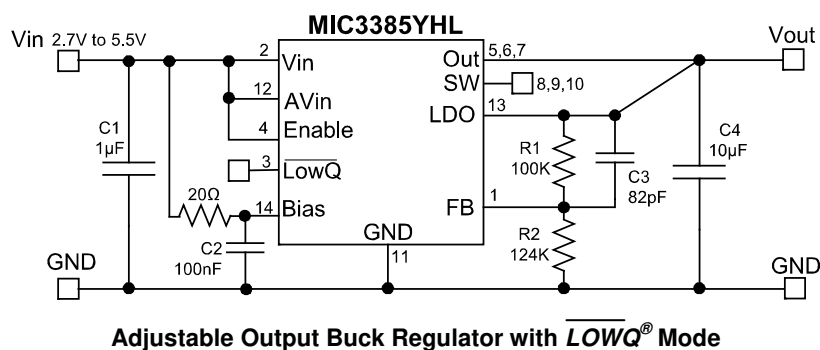 MIC3385YHL
Vin 2.7V to 5.5V
2
Vin
Out
5,6,7
Vout
SW
8,9,10
12
AVin
LDO
13
4
Enable
C1
1µF
R1
100K
C4
10µF
3
L̅o̅w̅Q̅
C3
82pF
20Ω
14
Bias
FB
1
C2
100nF
GND
11
R2
124K
GND
GND
Adjustable Output Buck Regulator with L̅O̅W̅Q̅® Mode